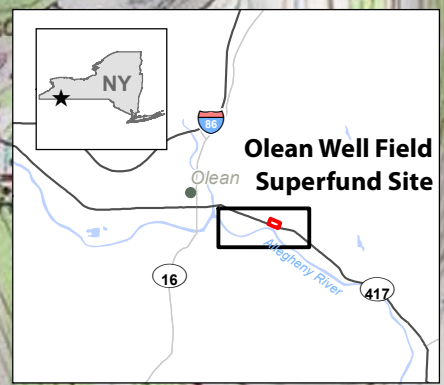 NY
86
Olean Well Field
Superfund Site
Olean
Allegheny River
16
417